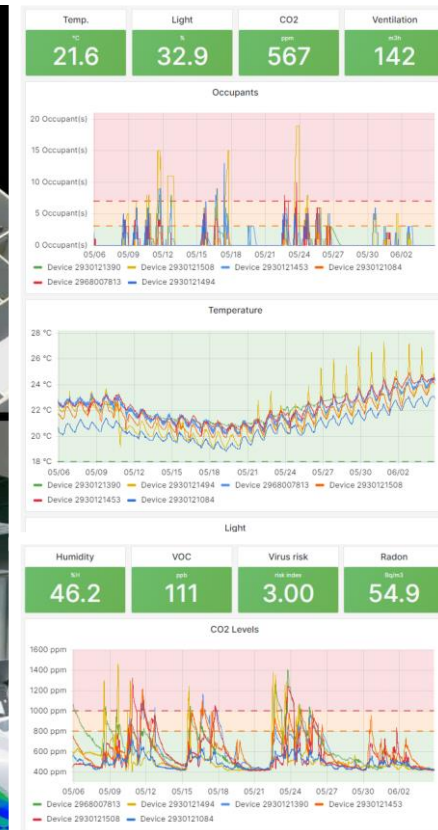 Temp. Light CO2 Ventilation
°C % ppm m3h
21.6 32.9 567 142
Occupants
20 Occupant(s)
15 Occupant(s)
10 Occupant(s)
5 Occupant(s)
0 Occupant(s)
05/06 05/09 05/12 05/15 05/18 05/21 05/24 05/27 05/30 06/02
Device 2930121390 Device 2930121508 Device 2930121453 Device 2930121084
Device 2968007813 Device 2930121494
Temperature
28 °C
26 °C
24 °C
22 °C
20 °C
18 °C
05/06 05/09 05/12 05/15 05/18 05/21 05/24 05/27 05/30 06/02
Device 2930121390 Device 2930121494 Device 2968007813 Device 2930121508
Device 2930121453 Device 2930121084
Light
Humidity VOC Virus risk Radon
%H ppb risk index Bq/m3
46.2 111 3.00 54.9
CO2 Levels
1600 ppm
1400 ppm
1200 ppm
1000 ppm
800 ppm
600 ppm
400 ppm
05/06 05/09 05/12 05/15 05/18 05/21 05/24 05/27 05/30 06/02
Device 2968007813 Device 2930121494 Device 2930121390 Device 2930121453
Device 2930121508 Device 2930121084